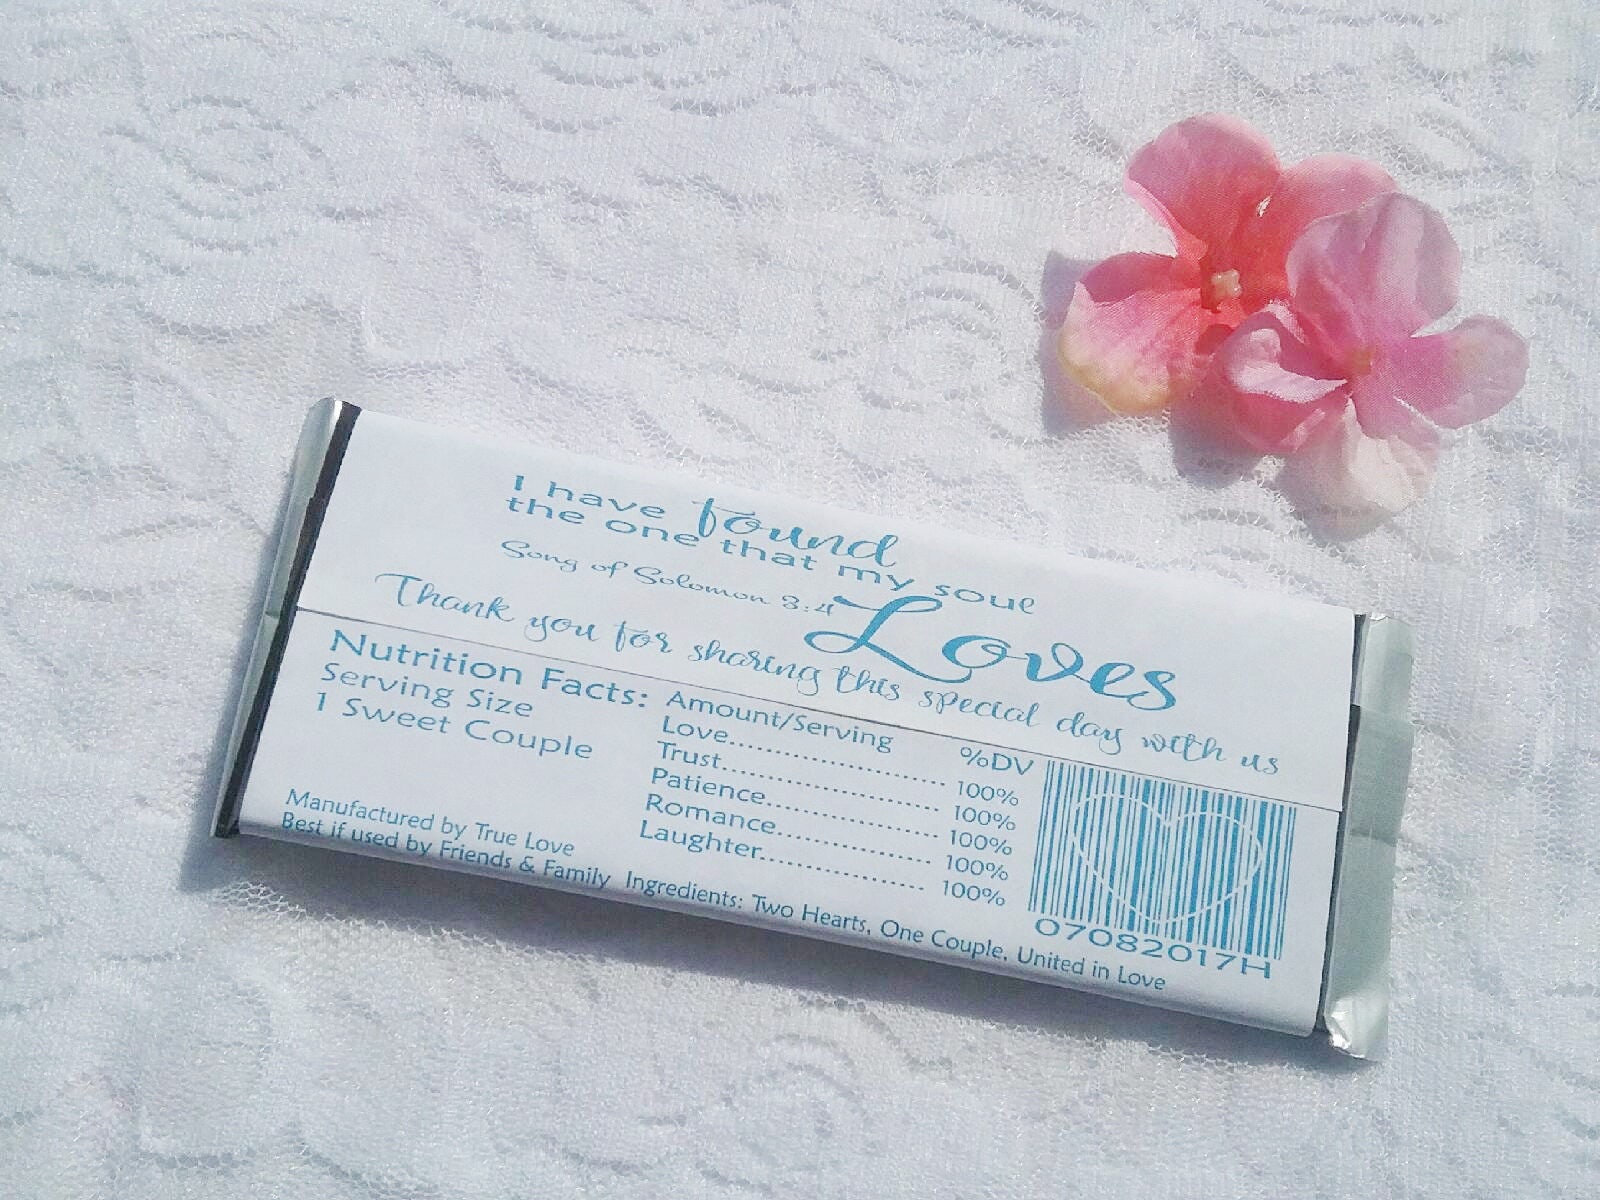 I have found
the one that my soul
Loves
Song of Solomon 3:4
Thank you for sharing this special day with us
Nutrition Facts:
Serving Size
1 Sweet Couple
Amount/Serving %DV
Love........................ 100%
Trust........................ 100%
Patience.................... 100%
Romance.................. 100%
Laughter.................... 100%
Manufactured by True Love
Best if used by Friends & Family Ingredients: Two Hearts, One Couple, United in Love
07082017H